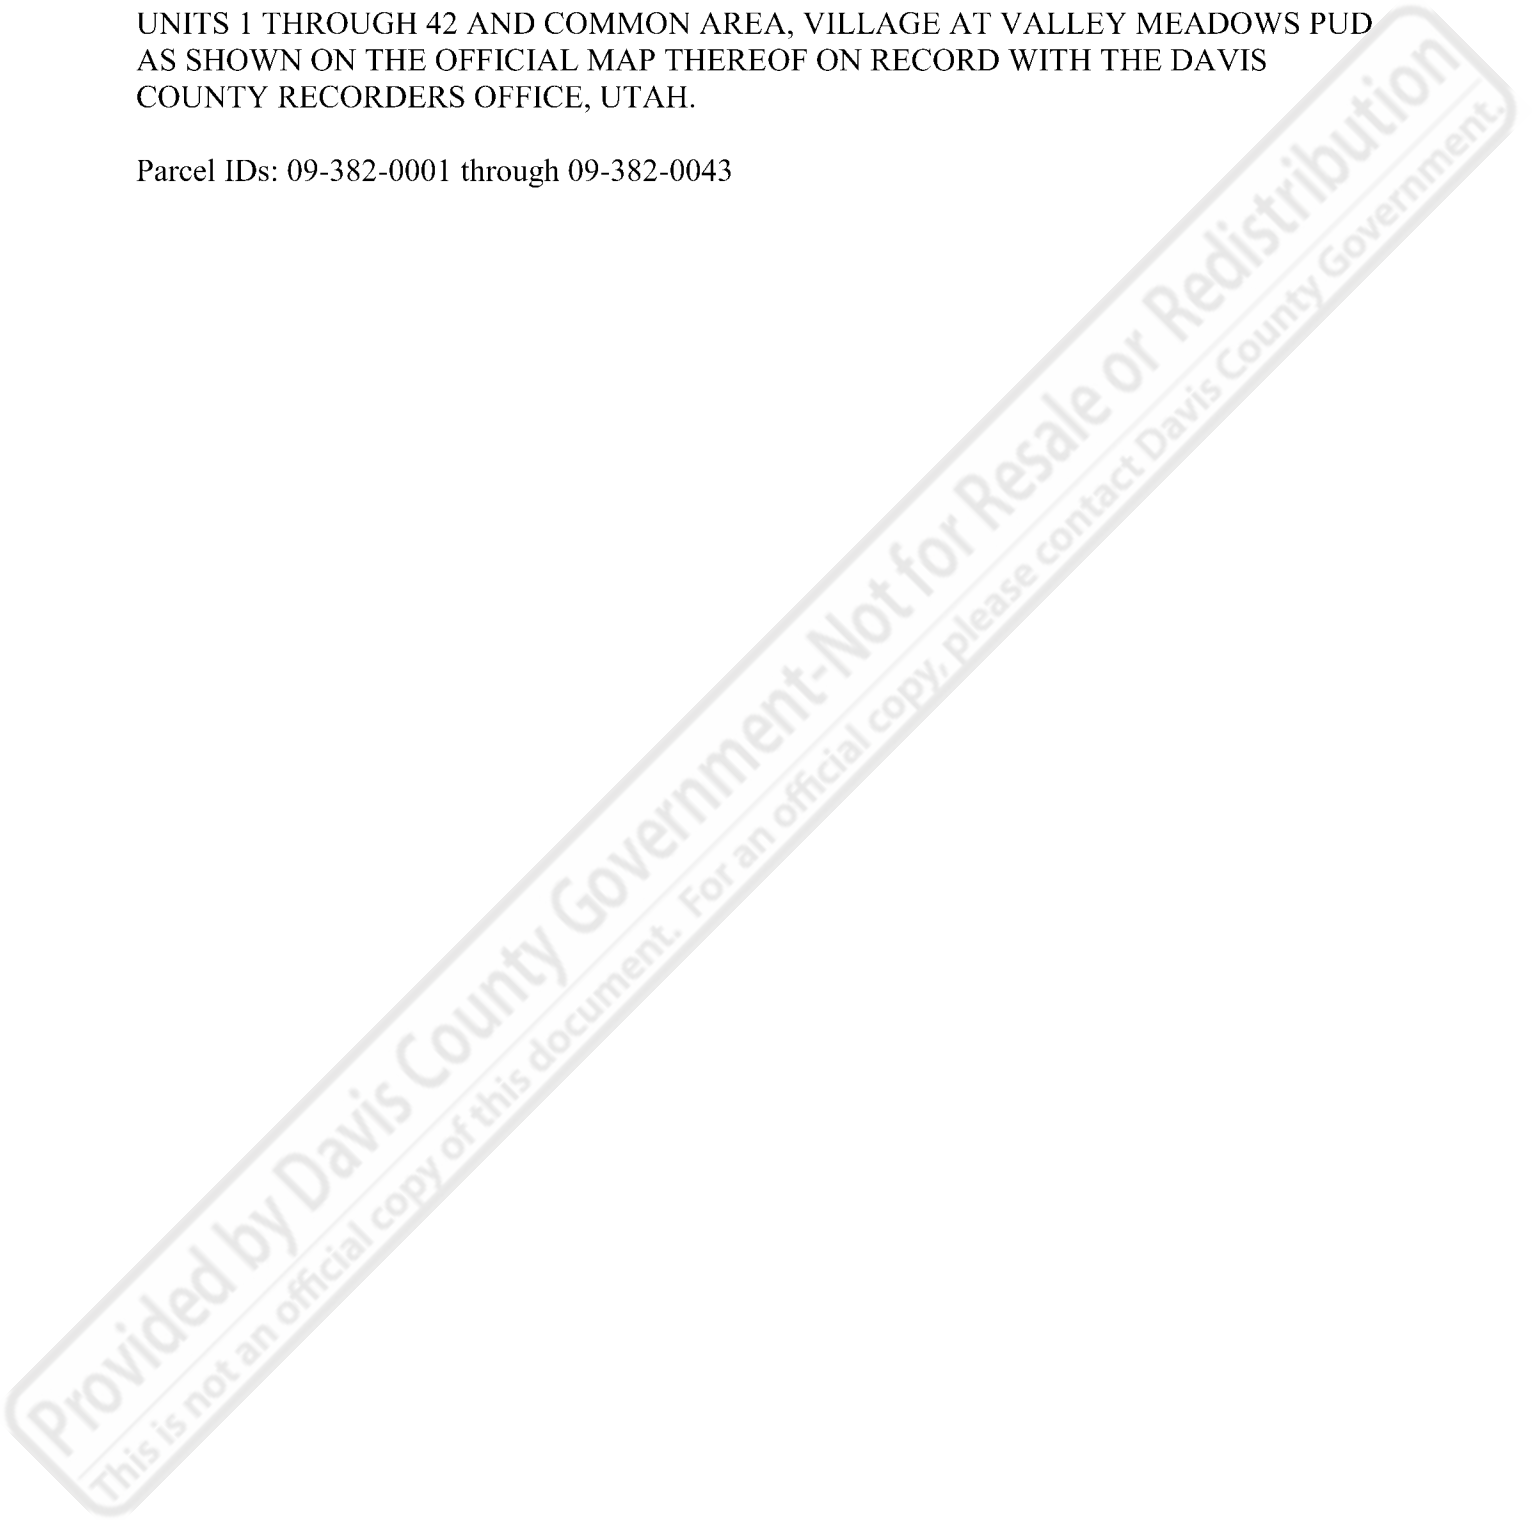 UNITS 1 THROUGH 42 AND COMMON AREA, VILLAGE AT VALLEY MEADOWS PUD
AS SHOWN ON THE OFFICIAL MAP THEREOF ON RECORD WITH THE DAVIS
COUNTY RECORDERS OFFICE, UTAH.
Parcel IDs: 09-382-0001 through 09-382-0043
Provided by Davis County Government-Not for Resale or Redistribution
This is not an official copy of this document. For an official copy, please contact Davis County Government.